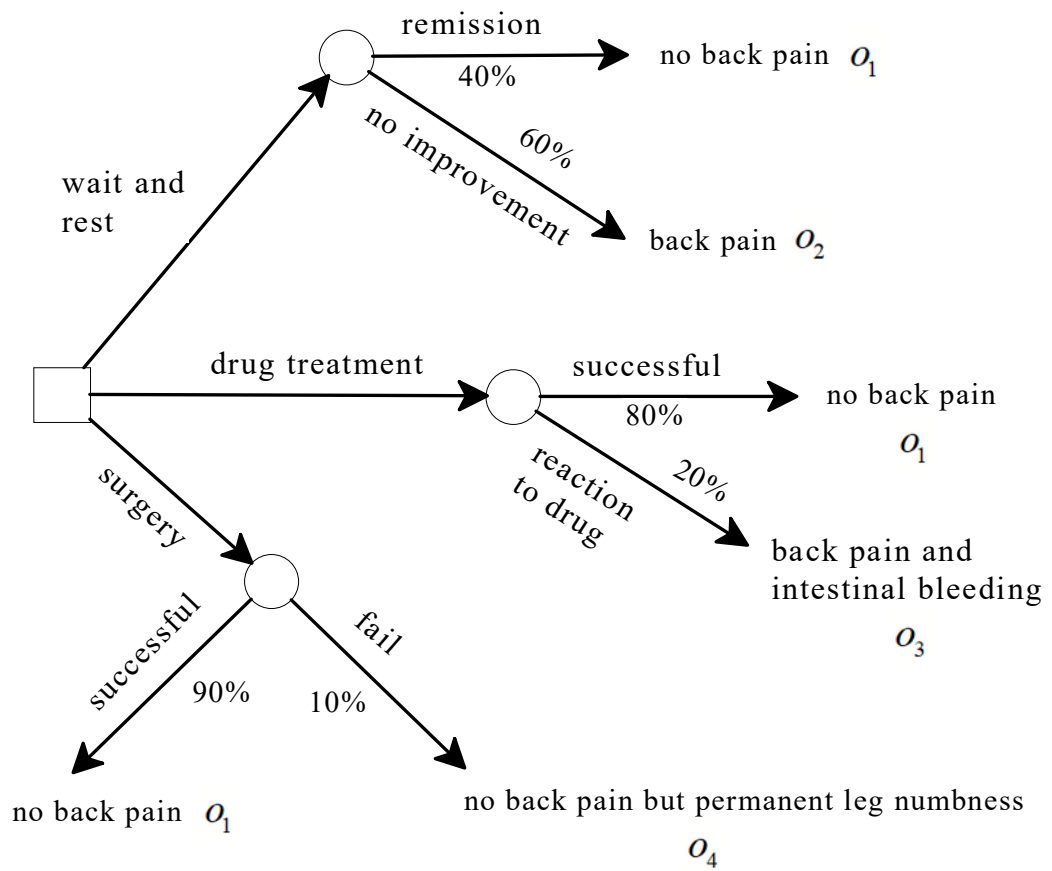 remission
40%
no back pain o₁
no improvement
60%
back pain o₂
wait and
rest
drug treatment
successful
80%
no back pain
o₁
reaction
to drug
20%
back pain and
intestinal bleeding
o₃
surgery
successful
90%
fail
10%
no back pain o₁
no back pain but permanent leg numbness
o₄